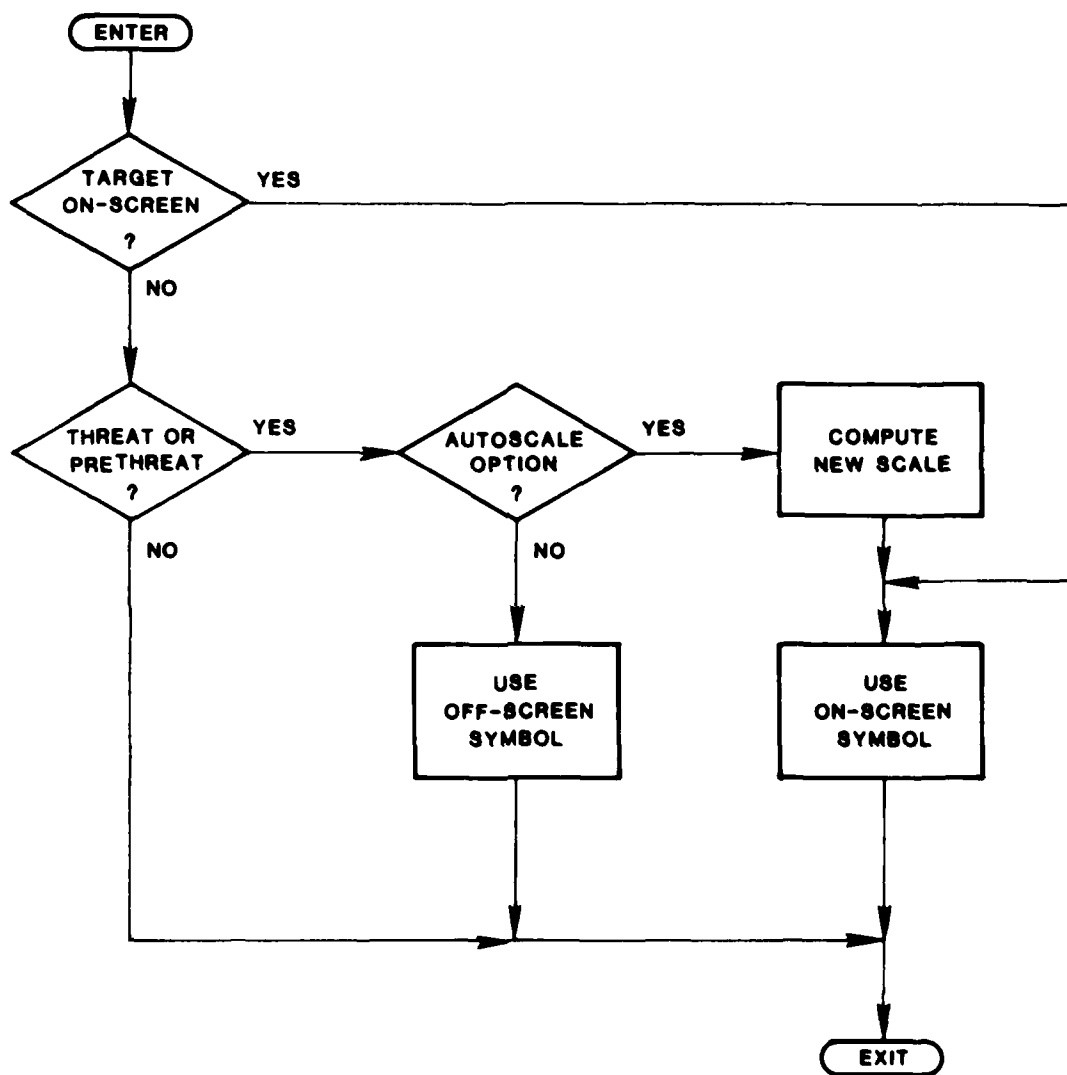 ENTER
TARGET
ON-SCREEN
?
YES
NO
THREAT OR
PRETHREAT
?
YES
NO
AUTOSCALE
OPTION
?
YES
NO
COMPUTE
NEW SCALE
USE
OFF-SCREEN
SYMBOL
USE
ON-SCREEN
SYMBOL
EXIT